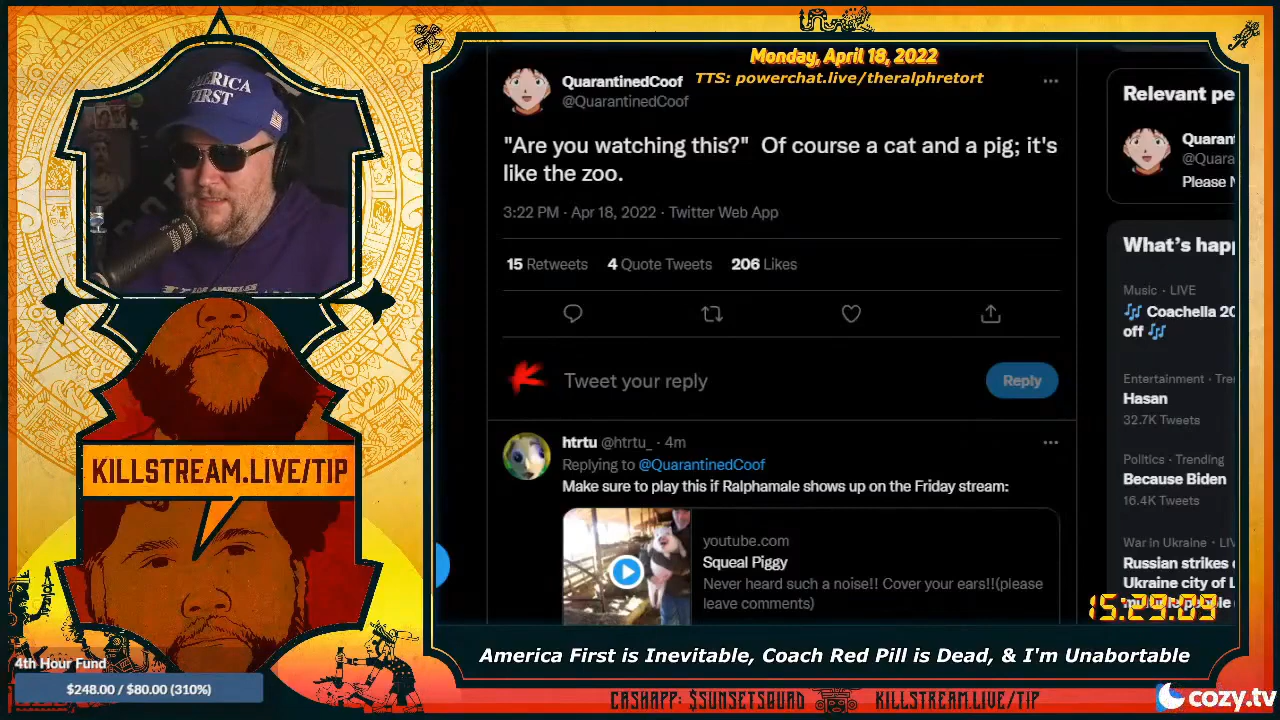 Monday, April 18, 2022
TTS: powerchat.live/theralphretort
AMERICA
FIRST
QuarantinedCoof
@QuarantinedCoof
"Are you watching this?" Of course a cat and a pig; it's
like the zoo.
3:22 PM · Apr 18, 2022 · Twitter Web App
15 Retweets 4 Quote Tweets 206 Likes
Tweet your reply
Reply
htrtu @htrtu_ · 4m
Replying to @QuarantinedCoof
Make sure to play this if Ralphamale shows up on the Friday stream:
youtube.com
Squeal Piggy
Never heard such a noise!! Cover your ears!!(please
leave comments)
Relevant pe
Quarant
@Quara
Please N
What's happ
Music · LIVE
Coachella 20
off
Entertainment · Tre
Hasan
32.7K Tweets
Politics · Trending
Because Biden
16.4K Tweets
War in Ukraine · LIV
Russian strikes
Ukraine city of L
15:29:09
KILLSTREAM.LIVE/TIP
4th Hour Fund
$248.00 / $80.00 (310%)
America First is Inevitable, Coach Red Pill is Dead, & I'm Unabortable
CASHAPP: $SUNSETSQUAD KILLSTREAM.LIVE/TIP
cozy.tv